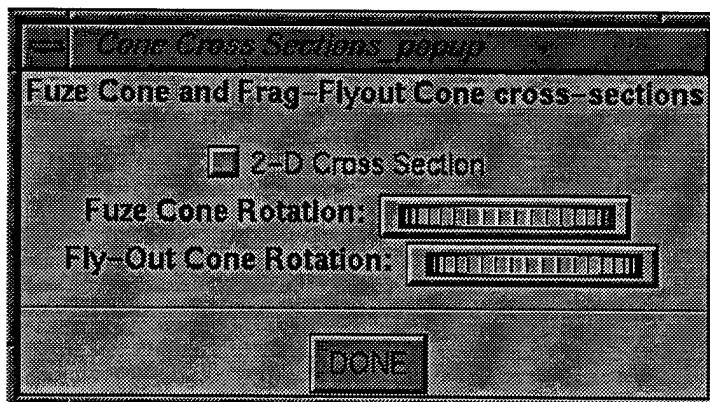 Cone Cross Sections_popup
Fuze Cone and Frag-Flyout Cone cross-sections
2-D Cross Section
Fuze Cone Rotation:
Fly-Out Cone Rotation:
DONE